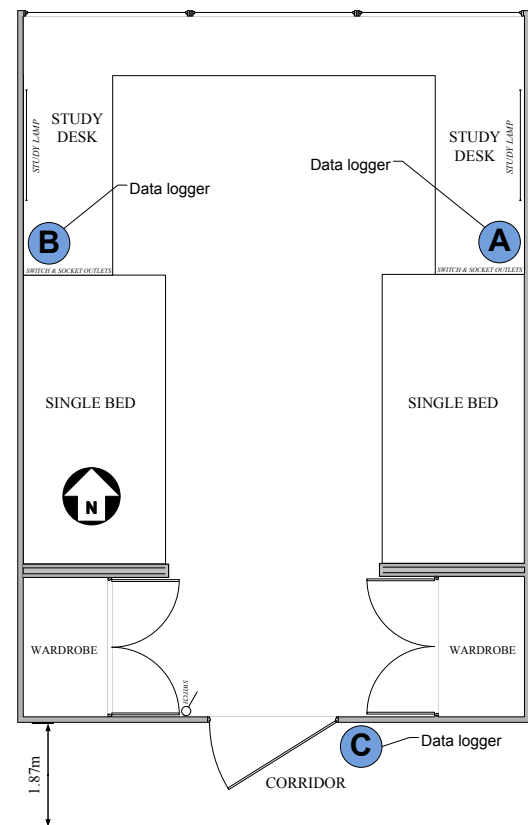 STUDY
DESK
STUDY LAMP
STUDY
DESK
STUDY LAMP
Data logger
Data logger
B
A
SWITCH & SOCKET OUTLETS
SWITCH & SOCKET OUTLETS
SINGLE BED
SINGLE BED
N
WARDROBE
WARDROBE
SWITCH
C
Data logger
CORRIDOR
1.87m